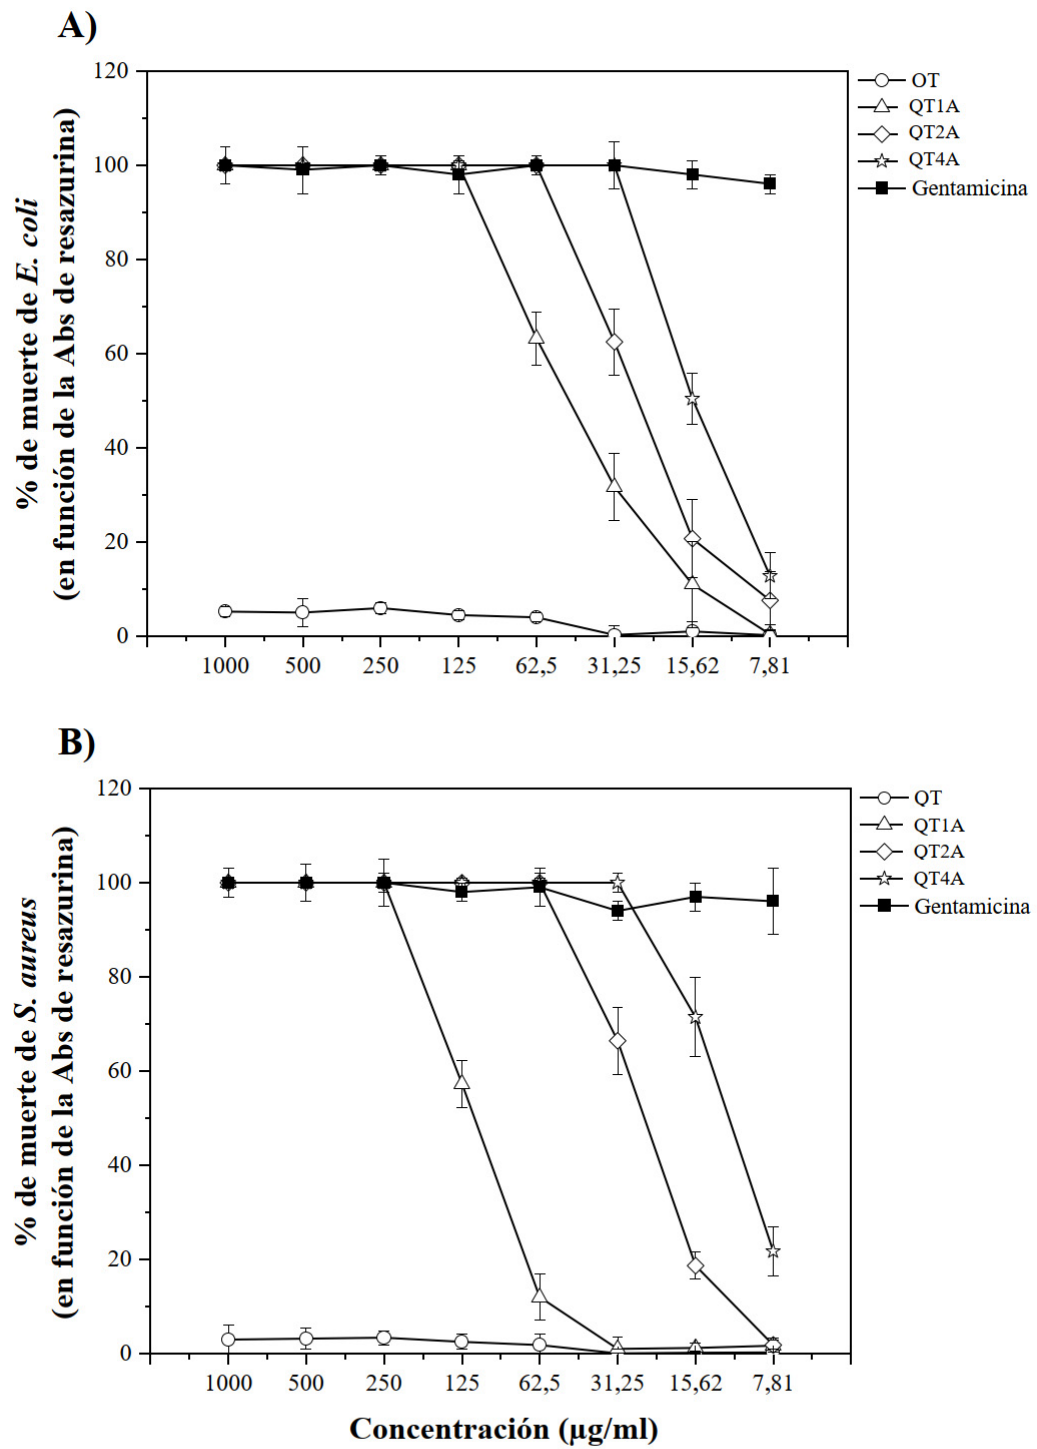 A)
% de muerte de E. coli
(en función de la Abs de resazurina)
120
100
80
60
40
20
0
1000 500 250 125 62,5 31,25 15,62 7,81
OT
QT1A
QT2A
QT4A
Gentamicina
B)
% de muerte de S. aureus
(en función de la Abs de resazurina)
120
100
80
60
40
20
0
1000 500 250 125 62,5 31,25 15,62 7,81
QT
QT1A
QT2A
QT4A
Gentamicina
Concentración (µg/ml)